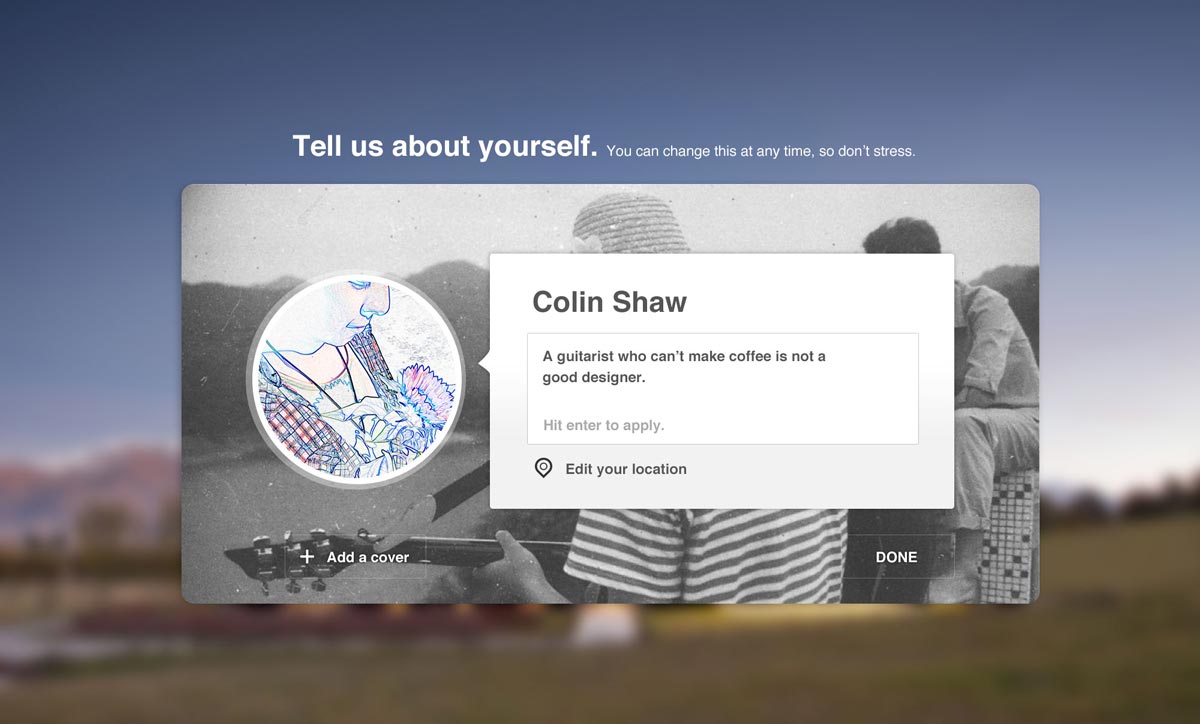 Tell us about yourself. You can change this at any time, so don’t stress.
Colin Shaw
A guitarist who can’t make coffee is not a
good designer.
Hit enter to apply.
Edit your location
Add a cover
DONE